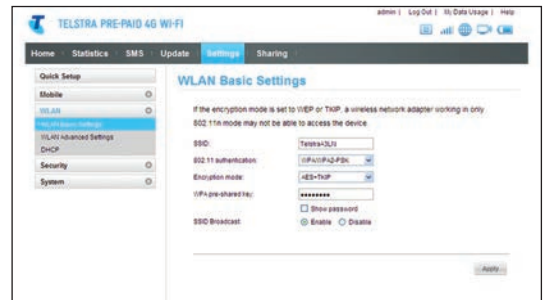 admin | Log Out | My Data Usage | Help
TELSTRA PRE-PAID 4G WI-FI
Home Statistics SMS Update Settings Sharing
Quick Setup
Mobile
WLAN
WLAN Basic Settings
WLAN Advanced Settings
DHCP
Security
System
WLAN Basic Settings
If the encryption mode is set to WEP or TKIP, a wireless network adapter working in only
802.11n mode may not be able to access the device.
SSID:
802.11 authentication: WPA/WPA2-PSK
Encryption mode: AES+TKIP
WPA pre-shared key: ********
Show password
SSID Broadcast: Enable Disable
Apply